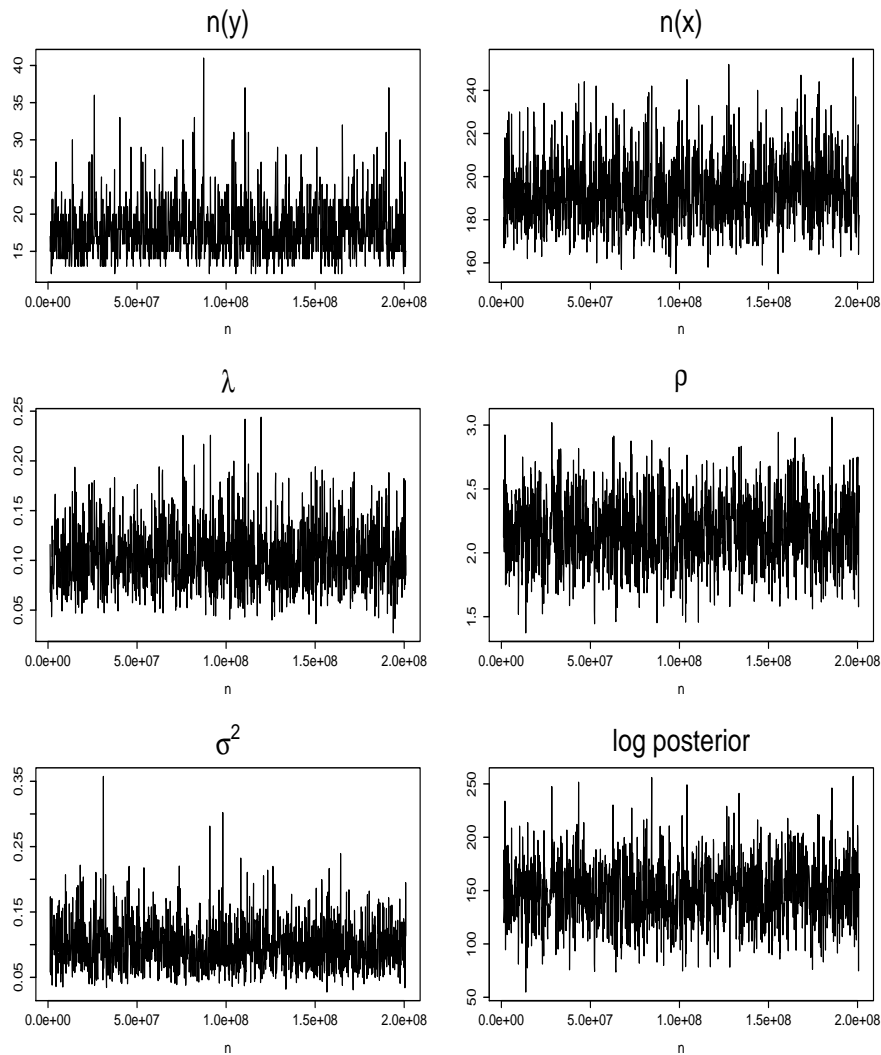 n(y)
40
35
30
25
20
15
0.0e+00 5.0e+07 1.0e+08 1.5e+08 2.0e+08
n
n(x)
240
220
200
180
160
0.0e+00 5.0e+07 1.0e+08 1.5e+08 2.0e+08
n
λ
0.25
0.20
0.15
0.10
0.05
0.0e+00 5.0e+07 1.0e+08 1.5e+08 2.0e+08
n
ρ
3.0
2.5
2.0
1.5
0.0e+00 5.0e+07 1.0e+08 1.5e+08 2.0e+08
n
σ²
0.35
0.25
0.15
0.05
0.0e+00 5.0e+07 1.0e+08 1.5e+08 2.0e+08
n
log posterior
250
200
150
100
50
0.0e+00 5.0e+07 1.0e+08 1.5e+08 2.0e+08
n